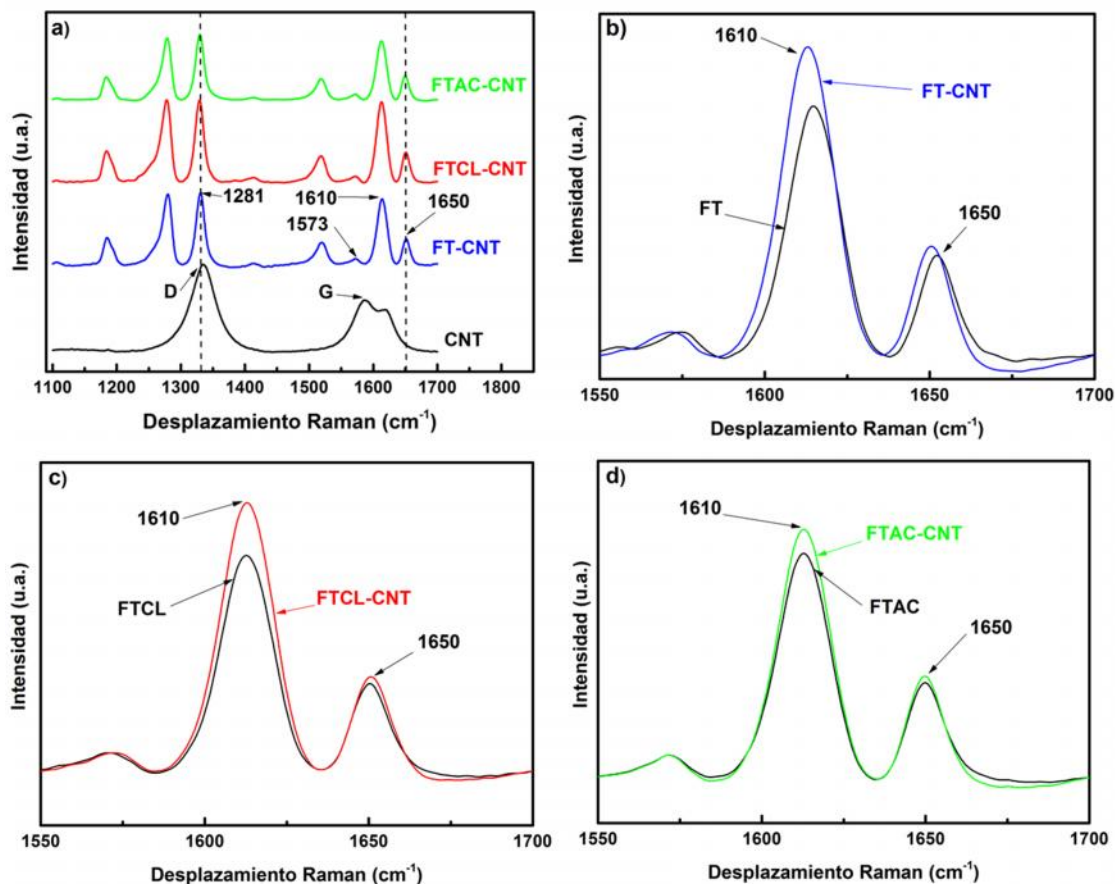 a)
FTAC-CNT
FTCL-CNT
1281
1610
1650
1573
FT-CNT
D
G
CNT
1100 1200 1300 1400 1500 1600 1700 1800
Desplazamiento Raman (cm⁻¹)
Intensidad (u.a.)
b)
1610
FT-CNT
FT
1650
1550 1600 1650 1700
Desplazamiento Raman (cm⁻¹)
Intensidad (u.a.)
c)
1610
FTCL
FTCL-CNT
1650
1550 1600 1650 1700
Desplazamiento Raman (cm⁻¹)
Intensidad (u.a.)
d)
1610
FTAC-CNT
FTAC
1650
1550 1600 1650 1700
Desplazamiento Raman (cm⁻¹)
Intensidad (u.a.)